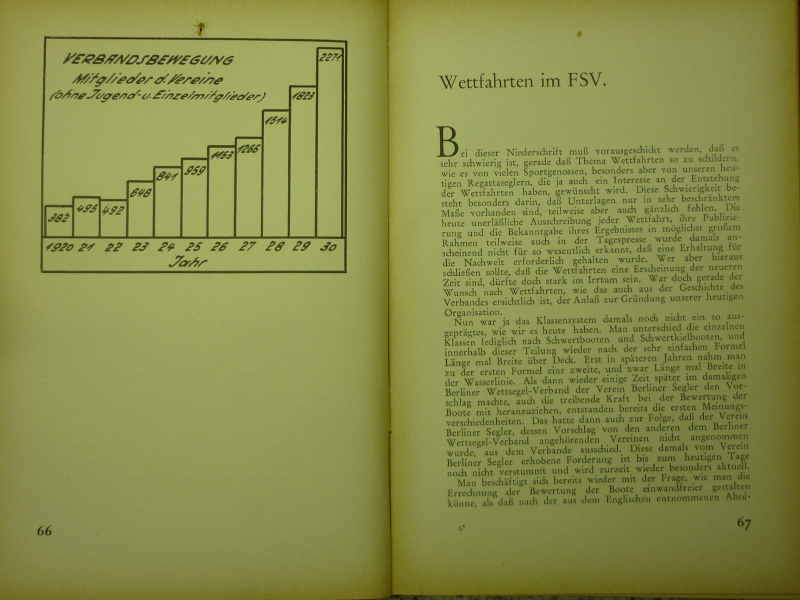 VERBANDSBEWEGUNG
Mitglieder d. Vereine
(ohne Jugend- u. Einzelmitglieder)
382
495
492
648
841
959
1153
1266
1514
1823
2271
1920 21 22 23 24 25 26 27 28 29 30
Jahr
66
Wettfahrten im FSV.
Bei dieser Niederschrift muß vorausgeschickt werden, daß es
sehr schwierig ist, gerade daß Thema Wettfahrten so zu schildern,
wie es von vielen Sportgenossen, besonders aber von unseren heu-
tigen Regattaseglern, die ja auch ein Interesse an der Entstehung
der Wettfahrten haben, gewünscht wird. Diese Schwierigkeit be-
steht besonders darin, daß Unterlagen nur in sehr beschränktem
Maße vorhanden sind, teilweise aber auch gänzlich fehlen. Die
heute unerläßliche Ausschreibung jeder Wettfahrt, ihre Publizie-
rung und die Bekanntgabe ihres Ergebnisses in möglichst großem
Rahmen teilweise auch in der Tagespresse wurde damals an-
scheinend nicht für so wesentlich erkannt, daß eine Erhaltung für
die Nachwelt erforderlich gehalten wurde. Wer aber hieraus
schließen sollte, daß die Wettfahrten eine Erscheinung der neueren
Zeit sind, dürfte doch stark im Irrtum sein. War doch gerade der
Wunsch nach Wettfahrten, wie das auch aus der Geschichte des
Verbandes ersichtlich ist, der Anlaß zur Gründung unserer heutigen
Organisation.
Nun war ja das Klassensystem damals noch nicht ein so aus-
geprägtes, wie wir es heute haben. Man unterschied die einzelnen
Klassen lediglich nach Schwertbooten und Schwertkielbooten, und
innerhalb dieser Teilung wieder nach der sehr einfachen Formel
Länge mal Breite über Deck. Erst in späteren Jahren nahm man
zu der ersten Formel eine zweite, und zwar Länge mal Breite in
der Wasserlinie. Als dann wieder einige Zeit später im damaligen
Berliner Wettsegel-Verband der Verein Berliner Segler den Vor-
schlag machte, auch die treibende Kraft bei der Bewertung der
Boote mit heranzuziehen, entstanden bereits die ersten Meinungs-
verschiedenheiten. Das hatte dann auch zur Folge, daß der Verein
Berliner Segler, dessen Vorschlag von den anderen dem Berliner
Wettsegel-Verband angehörenden Vereinen nicht angenommen
wurde, aus dem Verbande ausschied. Diese damals vom Verein
Berliner Segler erhobene Forderung ist bis zum heutigen Tage
noch nicht verstummt und wird zurzeit wieder besonders aktuell.
Man beschäftigt sich bereits wieder mit der Frage, wie man die
Errechnung der Bewertung der Boote einwandfreier gestalten
könne, als daß nach der aus dem Englischen entnommenen Ahoi-
6*
67